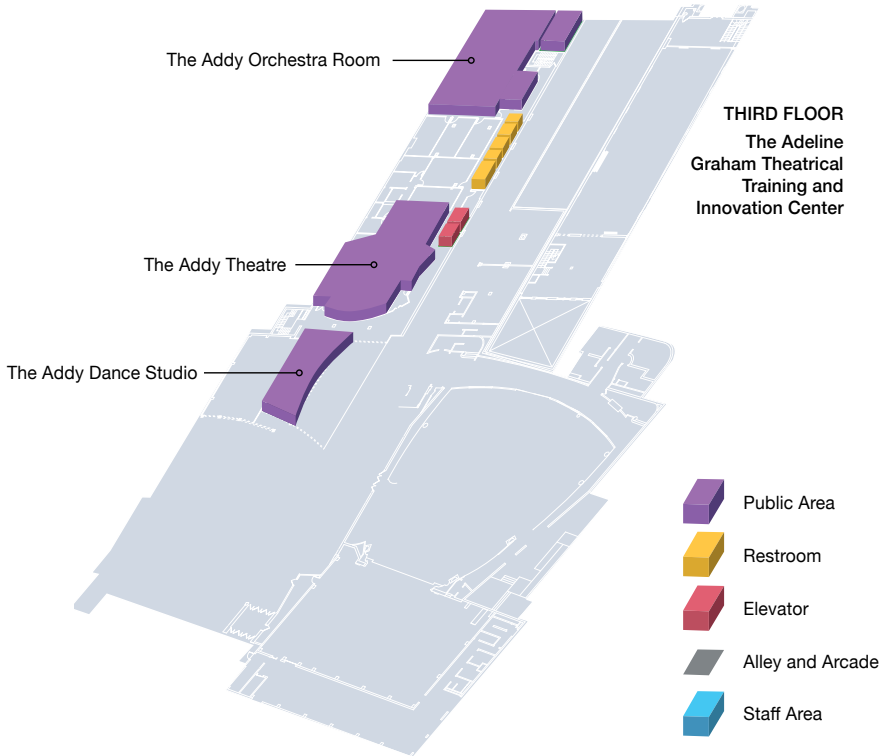 The Addy Orchestra Room
THIRD FLOOR
The Adeline
Graham Theatrical
Training and
Innovation Center
The Addy Theatre
The Addy Dance Studio
Public Area
Restroom
Elevator
Alley and Arcade
Staff Area